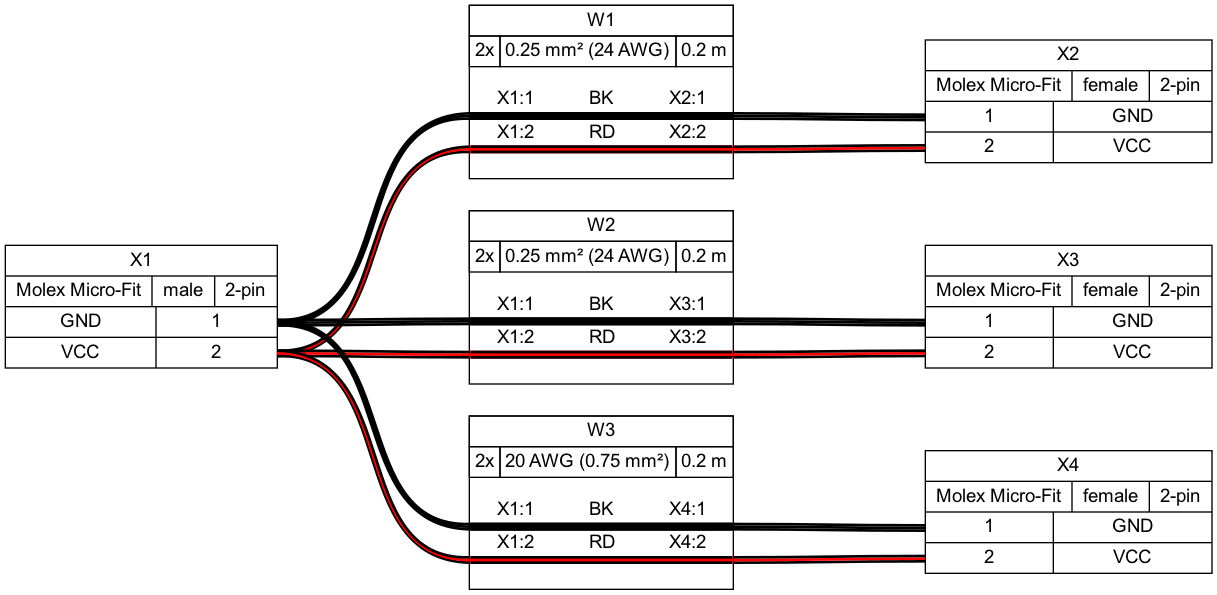 W1
2x 0.25 mm² (24 AWG) 0.2 m
X1:1 BK X2:1
X1:2 RD X2:2
X2
Molex Micro-Fit female 2-pin
1 GND
2 VCC
X1
Molex Micro-Fit male 2-pin
GND 1
VCC 2
W2
2x 0.25 mm² (24 AWG) 0.2 m
X1:1 BK X3:1
X1:2 RD X3:2
X3
Molex Micro-Fit female 2-pin
1 GND
2 VCC
W3
2x 20 AWG (0.75 mm²) 0.2 m
X1:1 BK X4:1
X1:2 RD X4:2
X4
Molex Micro-Fit female 2-pin
1 GND
2 VCC